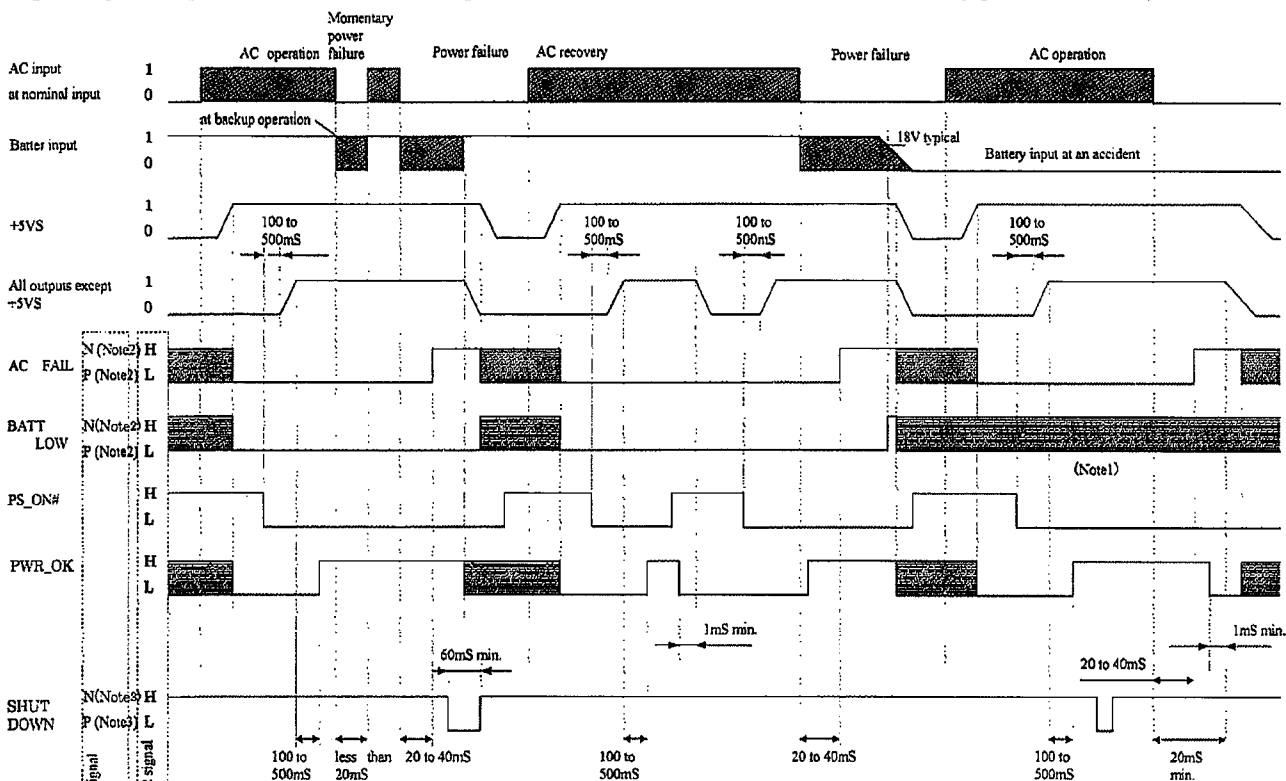 Momentary
power
failure
AC operation
Power failure
AC recovery
Power failure
AC operation
AC input
at nominal input
1
0
at backup operation
Batter input
1
0
18V typical
Battery input at an accident
+5VS
1
0
100 to
500mS
100 to
500mS
100 to
500mS
100 to
500mS
All outputs except
+5VS
1
0
AC FAIL
N (Note2) H
P (Note2) L
BATT
LOW
N(Note2) H
P (Note2) L
(Note1)
PS_ON#
H
L
PWR_OK
H
L
1mS min.
1mS min.
60mS min.
20 to 40mS
SHUT
DOWN
H
P (Note3) L
100 to
500mS
less than
20mS
20 to 40mS
100 to
500mS
20 to 40mS
100 to
500mS
20mS
min.
signal